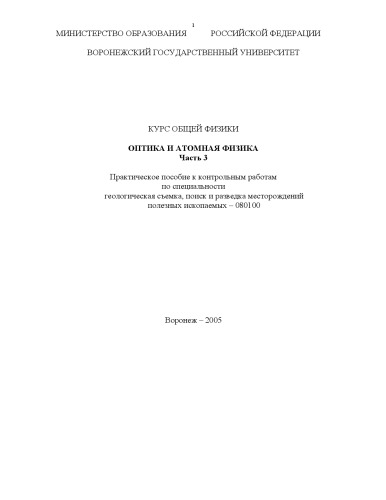 1
МИНИСТЕРСТВО ОБРАЗОВАНИЯ РОССИЙСКОЙ ФЕДЕРАЦИИ
ВОРОНЕЖСКИЙ ГОСУДАРСТВЕННЫЙ УНИВЕРСИТЕТ
КУРС ОБЩЕЙ ФИЗИКИ
ОПТИКА И АТОМНАЯ ФИЗИКА
Часть 3
Практическое пособие к контрольным работам
по специальности
геологическая съемка, поиск и разведка месторождений
полезных ископаемых – 080100
Воронеж – 2005